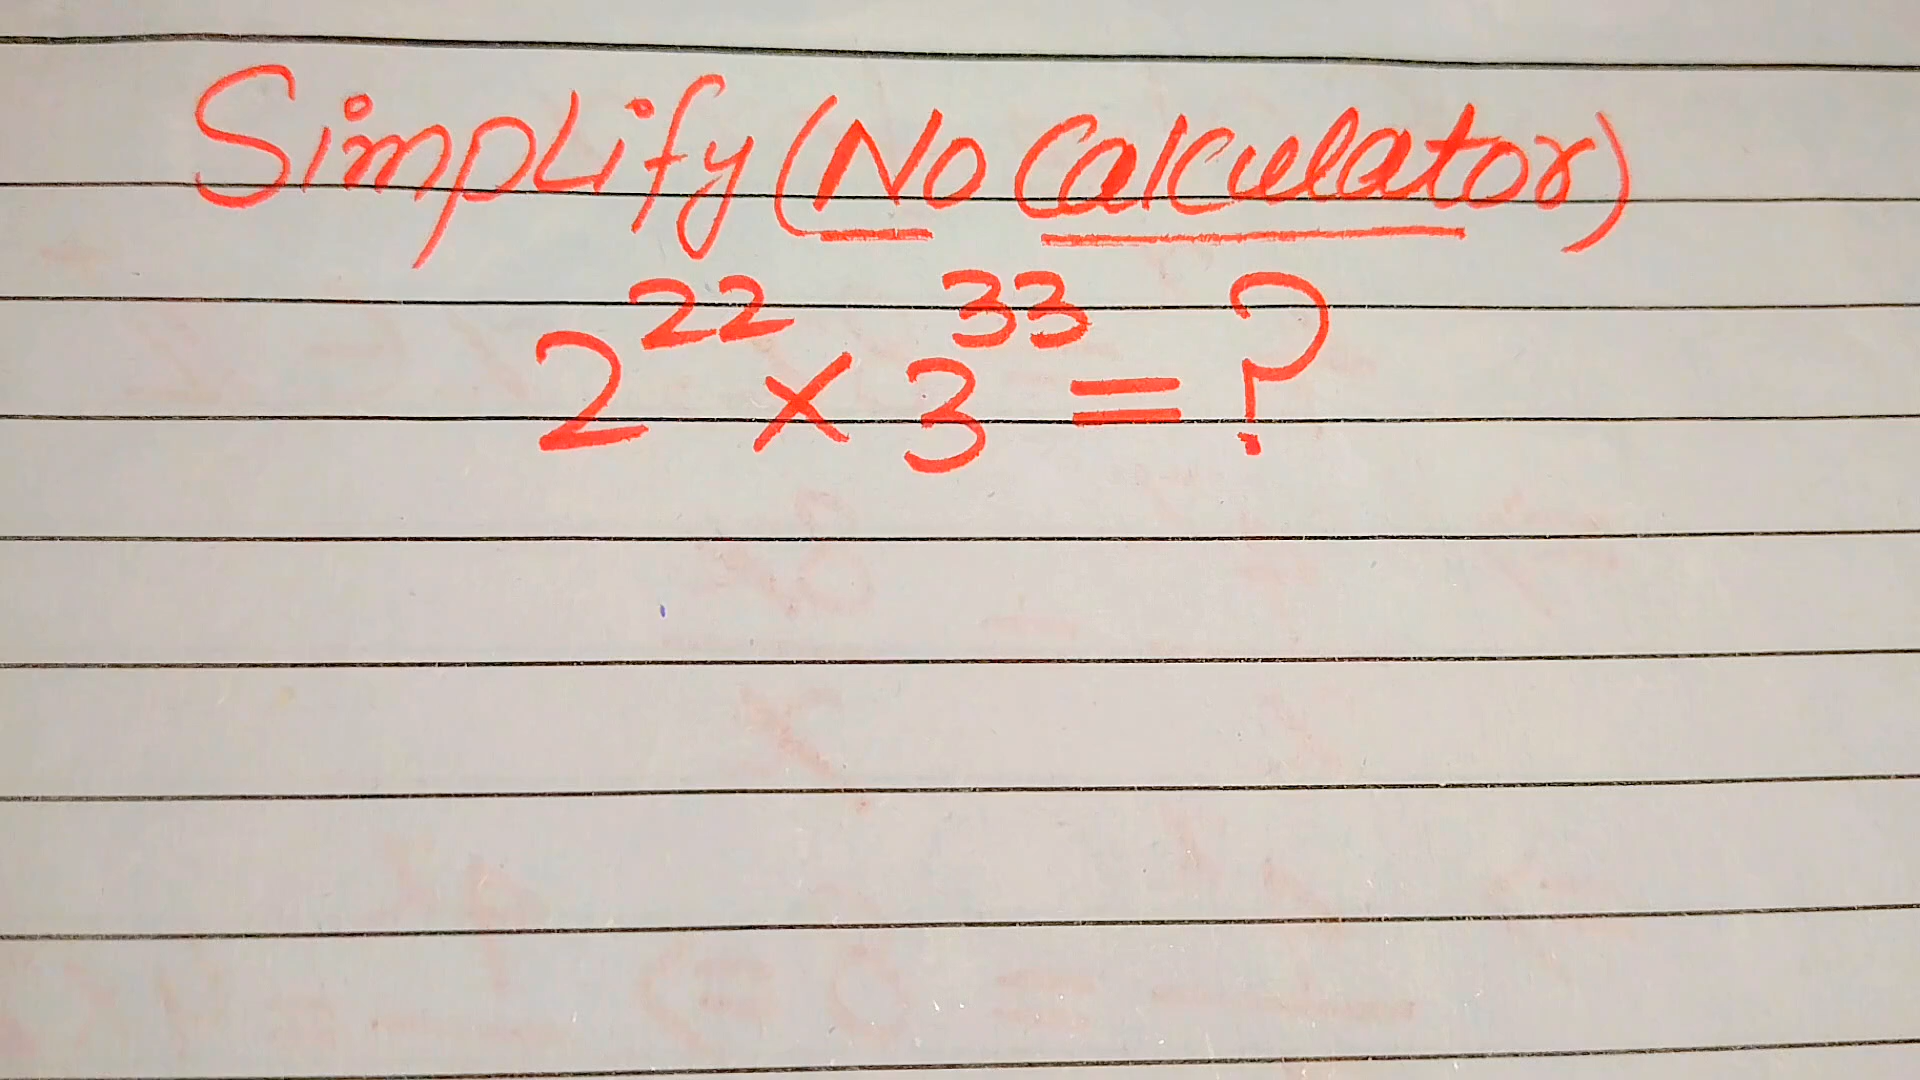 Simplify (No Calculator)
2²² × 3³³ = ?